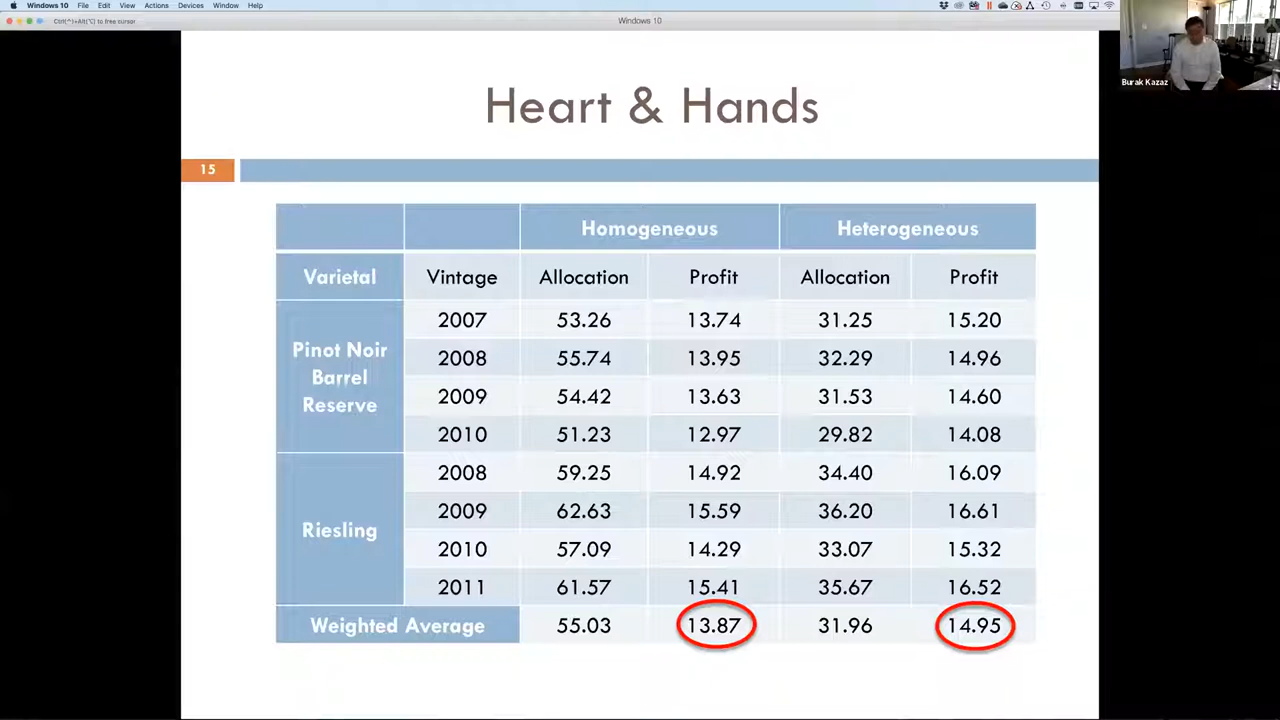 Windows 10 File Edit View Actions Devices Window Help
Ctrl(^)+Alt(⌥) to free cursor
Windows 10
Burak Kazaz
Heart & Hands
15
Homogeneous Heterogeneous
Varietal Vintage Allocation Profit Allocation Profit
Pinot Noir
Barrel
Reserve
2007 53.26 13.74 31.25 15.20
2008 55.74 13.95 32.29 14.96
2009 54.42 13.63 31.53 14.60
2010 51.23 12.97 29.82 14.08
Riesling
2008 59.25 14.92 34.40 16.09
2009 62.63 15.59 36.20 16.61
2010 57.09 14.29 33.07 15.32
2011 61.57 15.41 35.67 16.52
Weighted Average 55.03 13.87 31.96 14.95